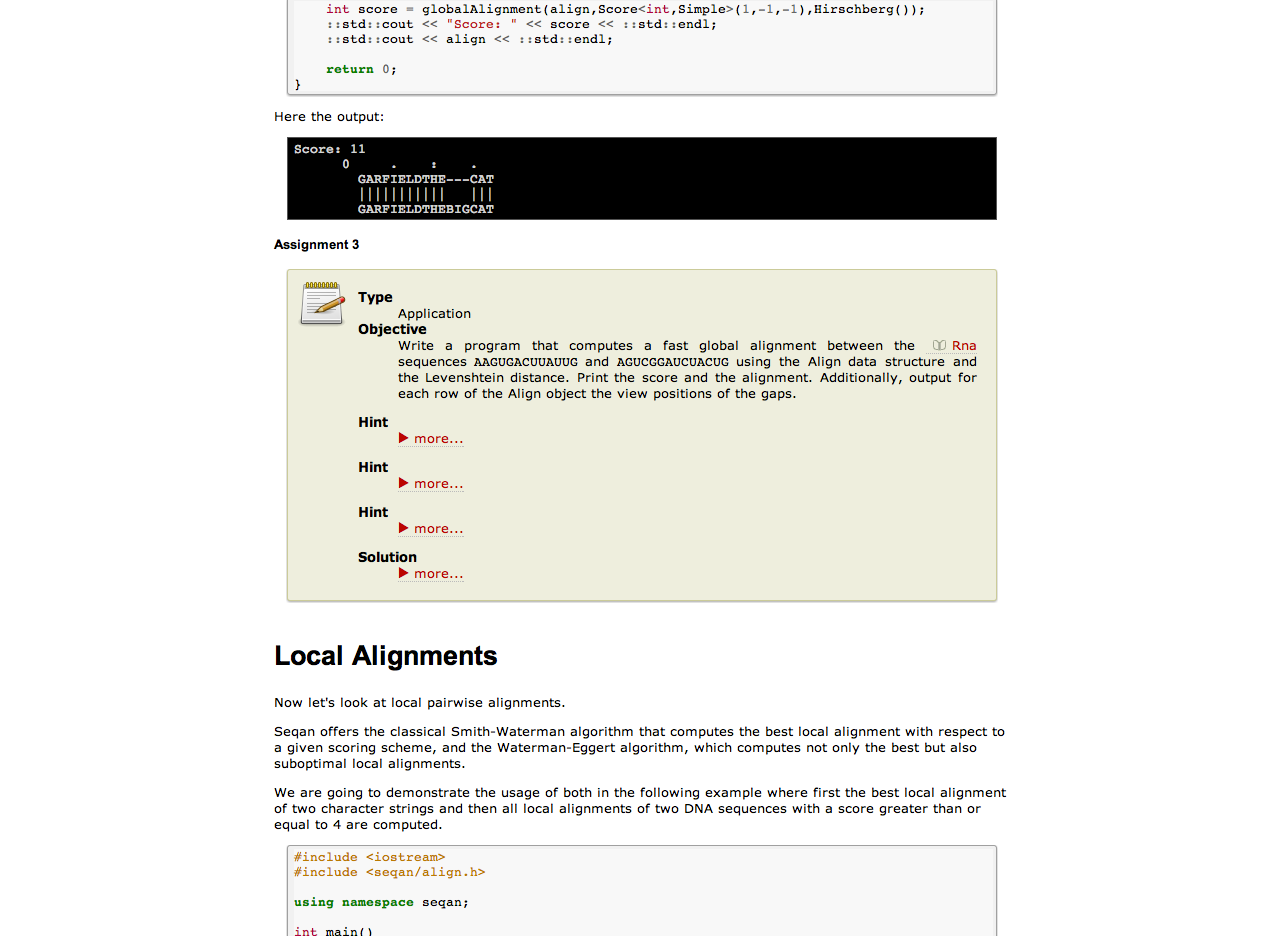 int score = globalAlignment(align,Score<int,Simple>(1,-1,-1),Hirschberg());
::std::cout << "Score: " << score << ::std::endl;
::std::cout << align << ::std::endl;
return 0;
}
Here the output:
Score: 11
0     .    :    .
GARFIELDTHE---CAT
|||||||||||   |||
GARFIELDTHEBIGCAT
Assignment 3
Type
Application
Objective
Write a program that computes a fast global alignment between the Rna
sequences AAGUGACUUAUUG and AGUCGGAUCUACUG using the Align data structure and
the Levenshtein distance. Print the score and the alignment. Additionally, output for
each row of the Align object the view positions of the gaps.
Hint
more...
Hint
more...
Hint
more...
Solution
more...
Local Alignments
Now let's look at local pairwise alignments.
Seqan offers the classical Smith-Waterman algorithm that computes the best local alignment with respect to
a given scoring scheme, and the Waterman-Eggert algorithm, which computes not only the best but also
suboptimal local alignments.
We are going to demonstrate the usage of both in the following example where first the best local alignment
of two character strings and then all local alignments of two DNA sequences with a score greater than or
equal to 4 are computed.
#include <iostream>
#include <seqan/align.h>
using namespace seqan;
int main()